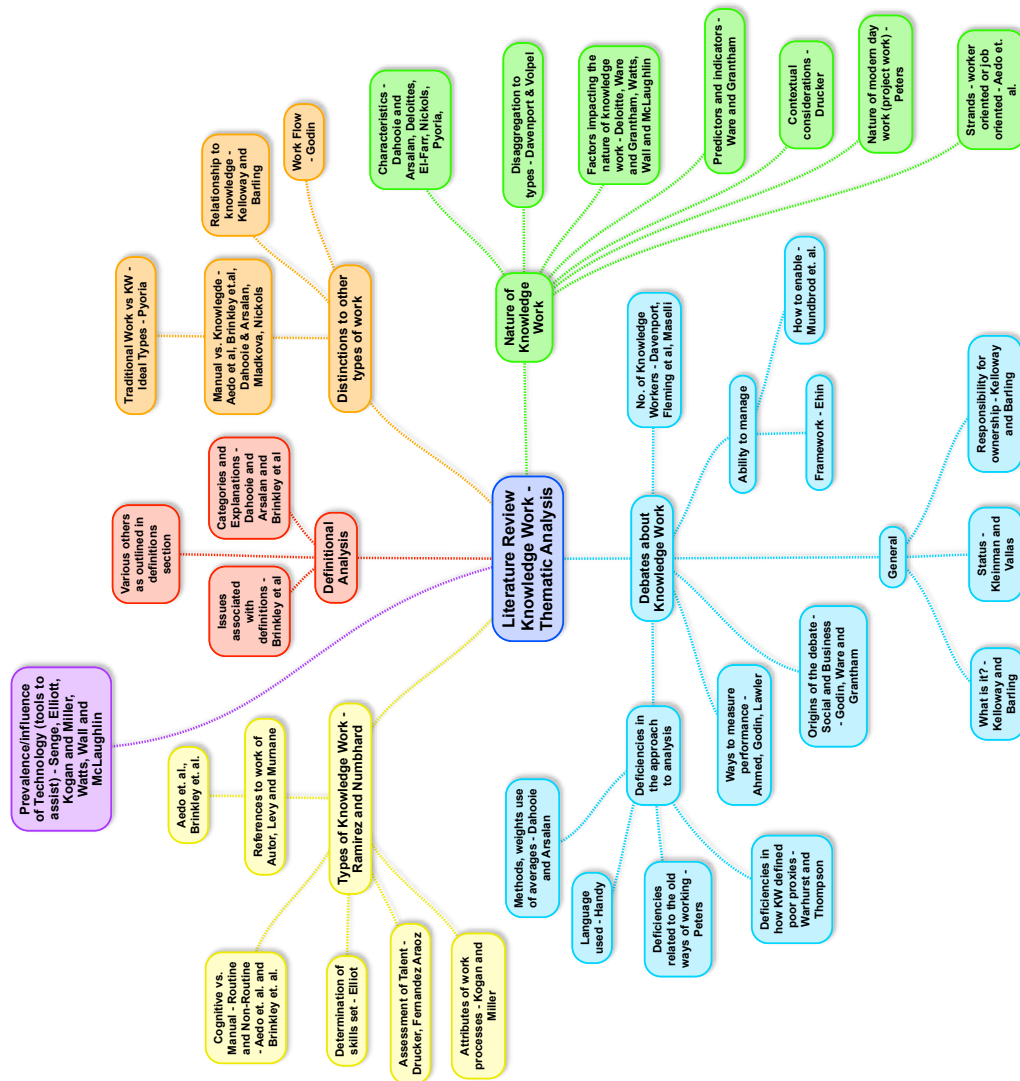 Literature Review
Knowledge Work -
Thematic Analysis
Prevalence/influence
of Technology (tools to
assist) - Senge, Elliott,
Kogan and Miller,
Watts, Wall and
McLaughlin
Definitional
Analysis
Issues
associated
with
definitions -
Brinkley et al
Various others
as outlined in
definitions
section
Categories and
Explanations -
Dahooie and
Arsalan and
Brinkley et al
Distinctions to other
types of work
Traditional Work vs KW -
Ideal Types - Pyoria
Manual vs. Knowlegde -
Aedo et al, Brinkley et.al,
Dahooie & Arsalan,
Mladkova, Nickols
Relationship to
knowledge -
Kelloway and
Barling
Work Flow
- Godin
Nature of
Knowledge
Work
Characteristics -
Dahooie and
Arsalan, Deloittes,
El-Farr, Nickols,
Pyoria,
Disaggregation to
types - Davenport & Volpel
Factors impacting the
nature of knowledge
work - Deloitte, Ware
and Grantham, Watts,
Wall and McLaughlin
Predictors and indicators -
Ware and Grantham
Contextual
considerations -
Drucker
Nature of modern day
work (project work) -
Peters
Strands - worker
oriented or job
oriented - Aedo et.
al.
Debates about
Knowledge Work
No. of Knowledge
Workers - Davenport,
Fleming et al, Maselli
Ability to manage
How to enable -
Mundbrod et. al.
Framework - Ehin
General
Responsibility for
ownership - Kelloway
and Barling
Status -
Kleinman and
Vallas
What is it? -
Kelloway and
Barling
Origins of the debate -
Social and Business
- Godin, Ware and
Grantham
Ways to measure
performance -
Ahmed, Godin, Lawler
Deficiencies in
the approach to
analysis
Methods, weights use
of averages - Dahooie
and Arsalan
Language
used - Handy
Deficiencies
related to the old
ways of working -
Peters
Deficiencies in
how KW defined
poor proxies -
Warhurst and
Thompson
Types of Knowledge Work -
Ramirez and Numbhard
References to work of
Autor, Levy and Murnane
Aedo et. al.,
Brinkley et. al.
Cognitive vs.
Manual - Routine
and Non-Routine
- Aedo et. al. and
Brinkley et. al.
Determination of
skills set - Elliot
Assessment of Talent -
Drucker, Fernandez Araoz
Attributes of work
processes - Kogan and
Miller